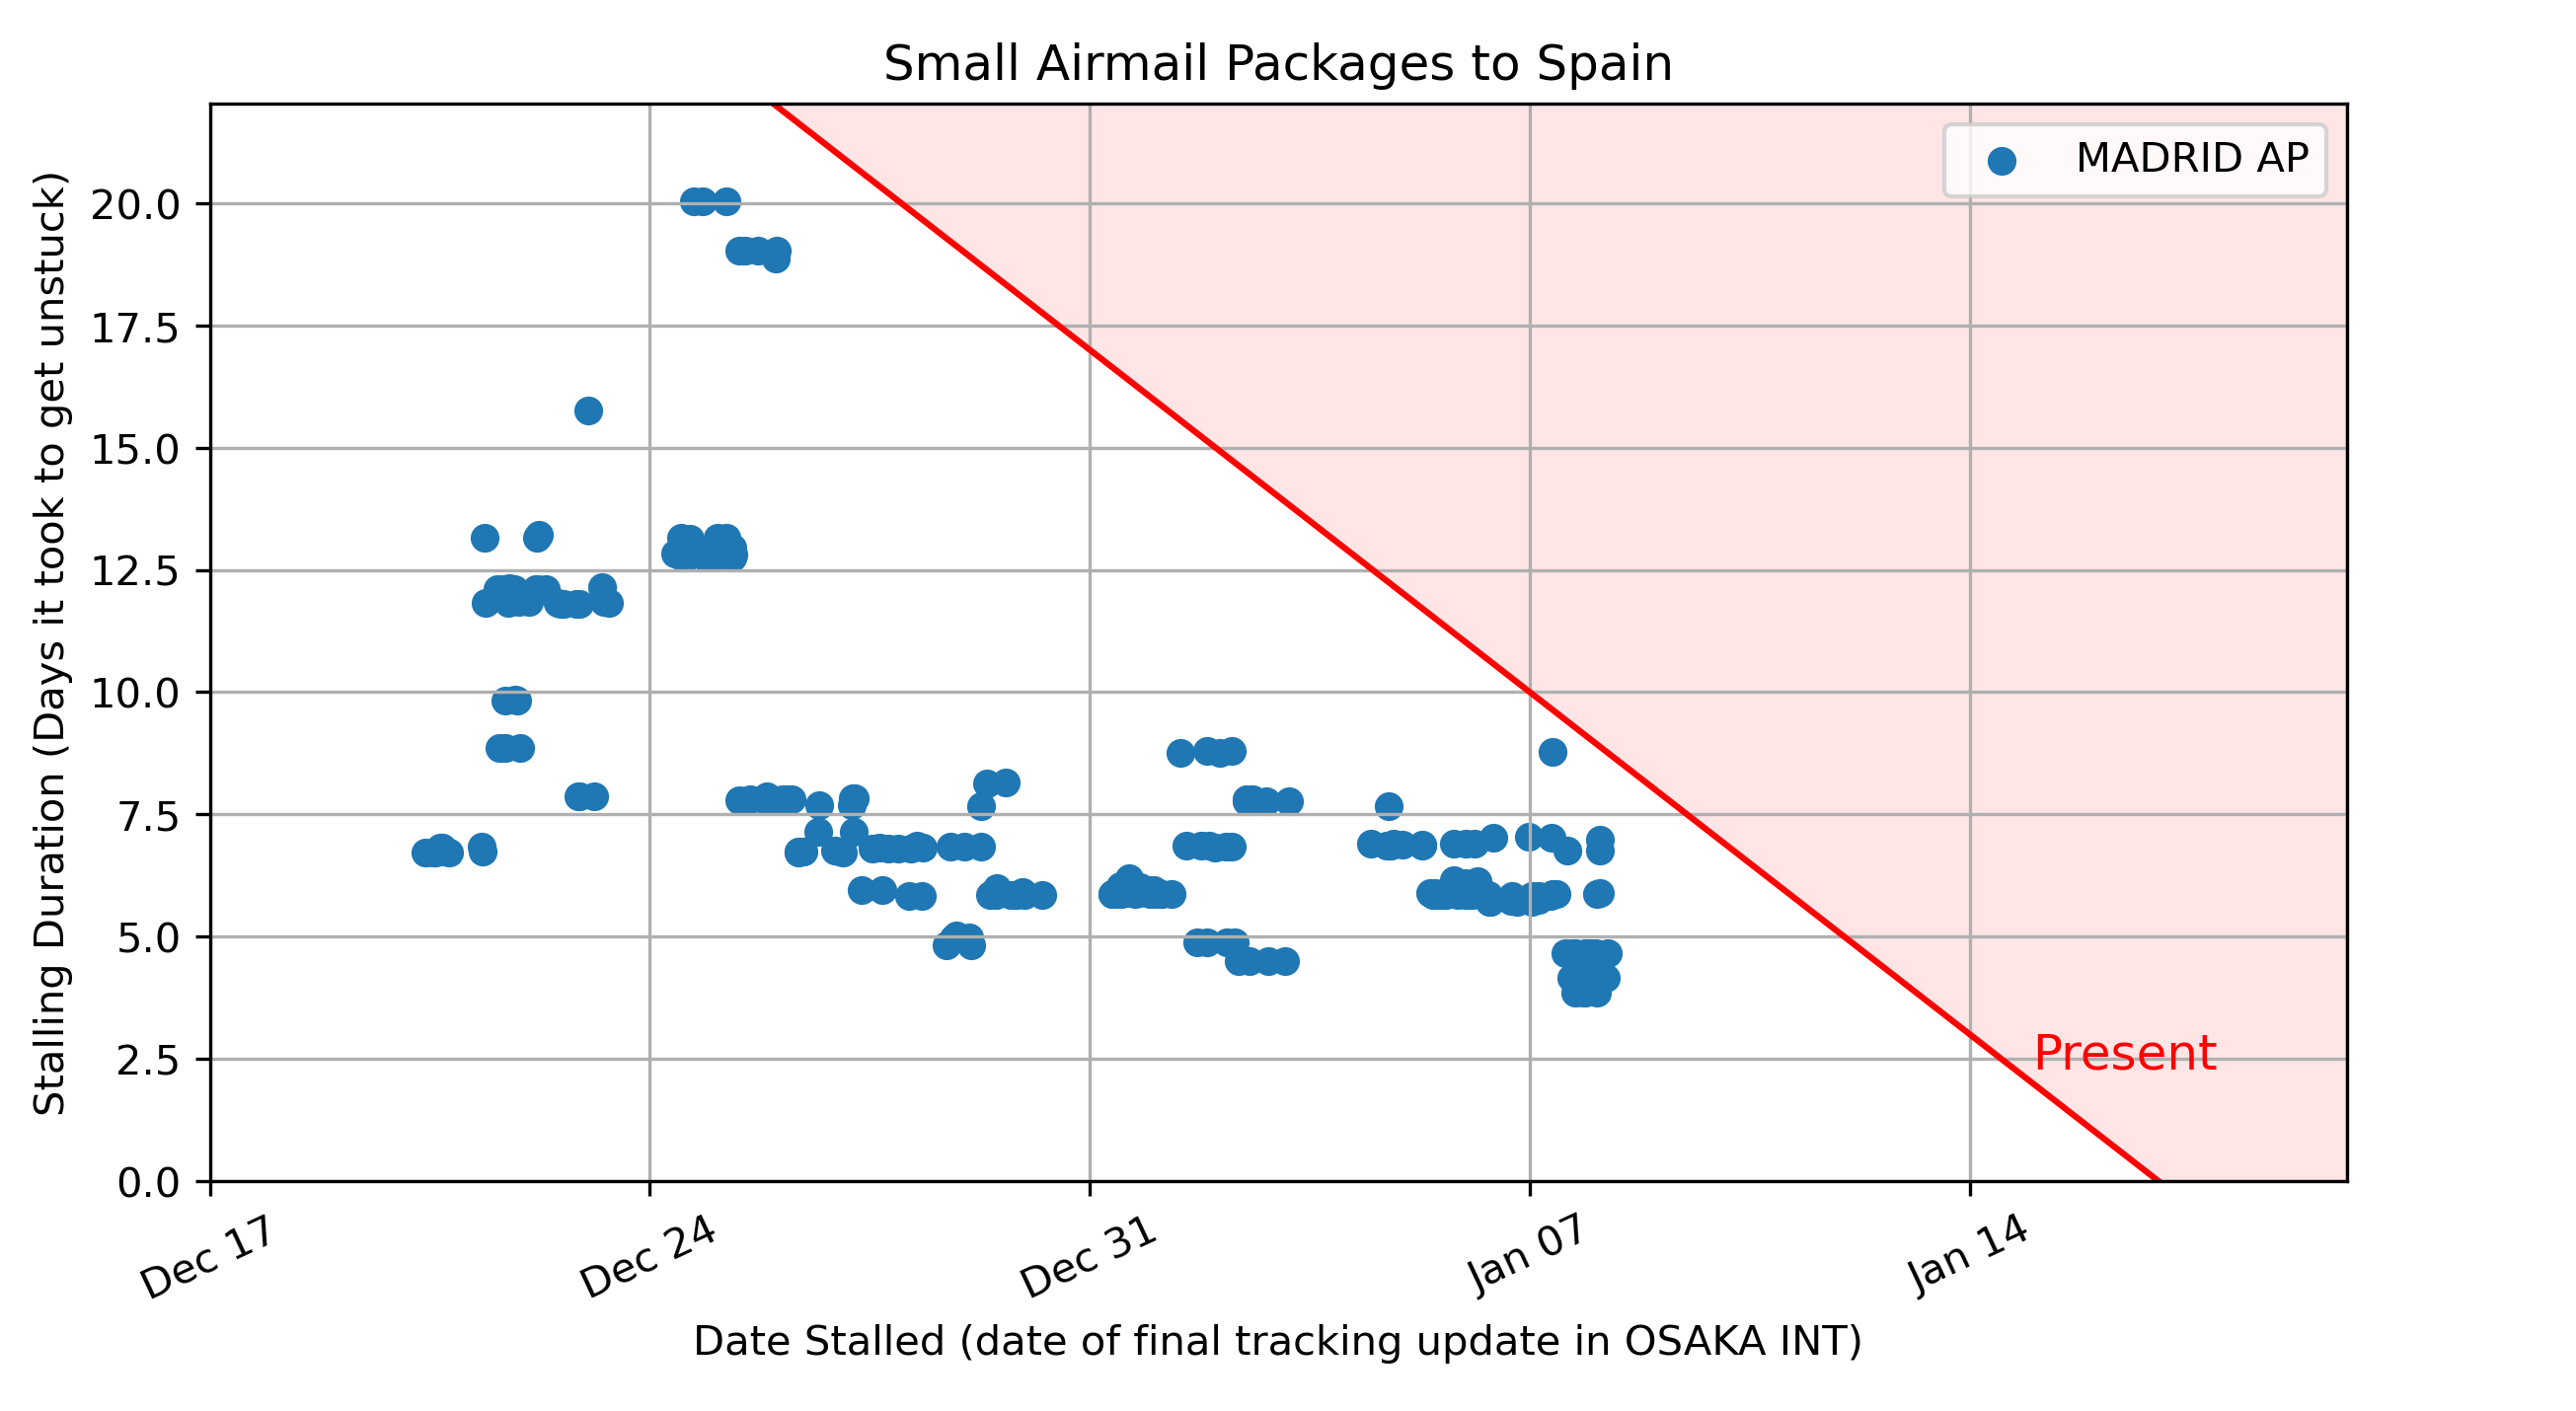 Small Airmail Packages to Spain
MADRID AP
Stalling Duration (Days it took to get unstuck)
20.0
17.5
15.0
12.5
10.0
7.5
5.0
2.5
0.0
Present
Dec 17
Dec 24
Dec 31
Jan 07
Jan 14
Date Stalled (date of final tracking update in OSAKA INT)